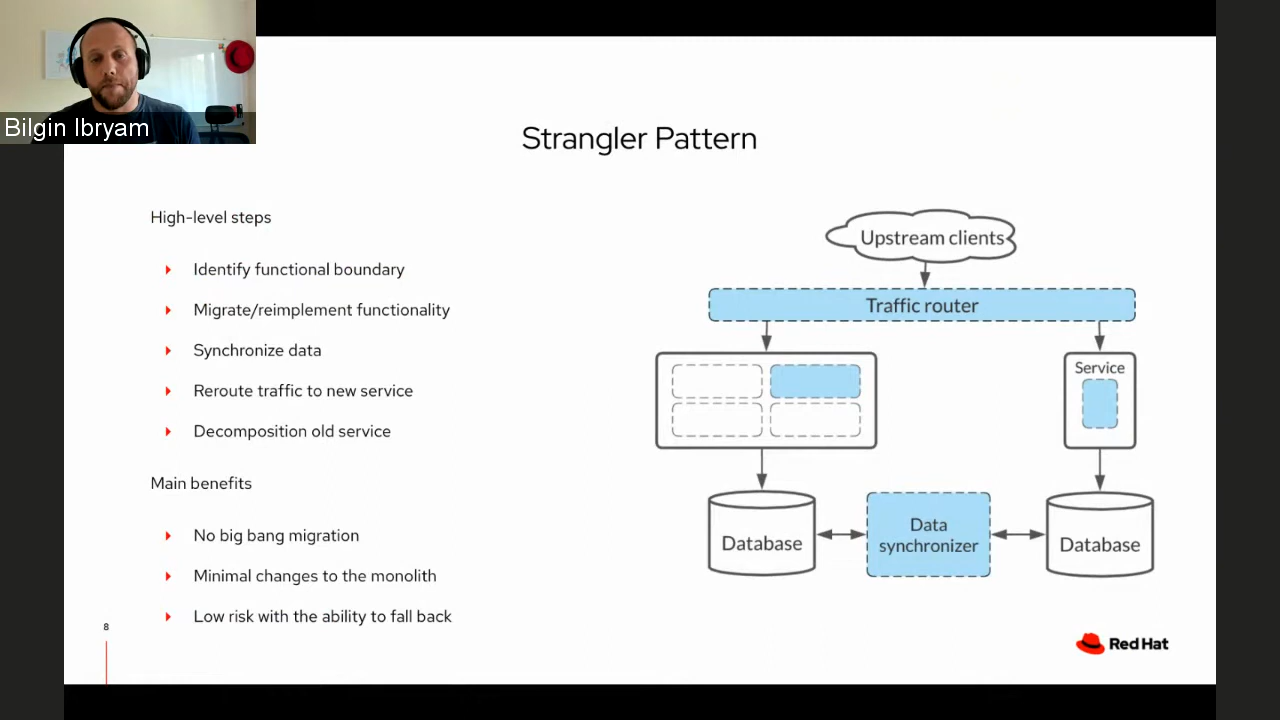 Bilgin Ibryam
Strangler Pattern
High-level steps
Identify functional boundary
Migrate/reimplement functionality
Synchronize data
Reroute traffic to new service
Decomposition old service
Main benefits
No big bang migration
Minimal changes to the monolith
Low risk with the ability to fall back
8
Upstream clients
Traffic router
Service
Database
Data
synchronizer
Database
Red Hat